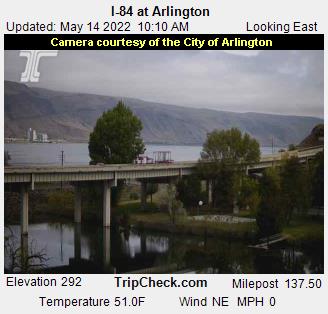 I-84 at Arlington
Updated: May 14 2022 10:10 AM Looking East
Camera courtesy of the City of Arlington
Elevation 292 TripCheck.com Milepost 137.50
Temperature 51.0F Wind NE MPH 0